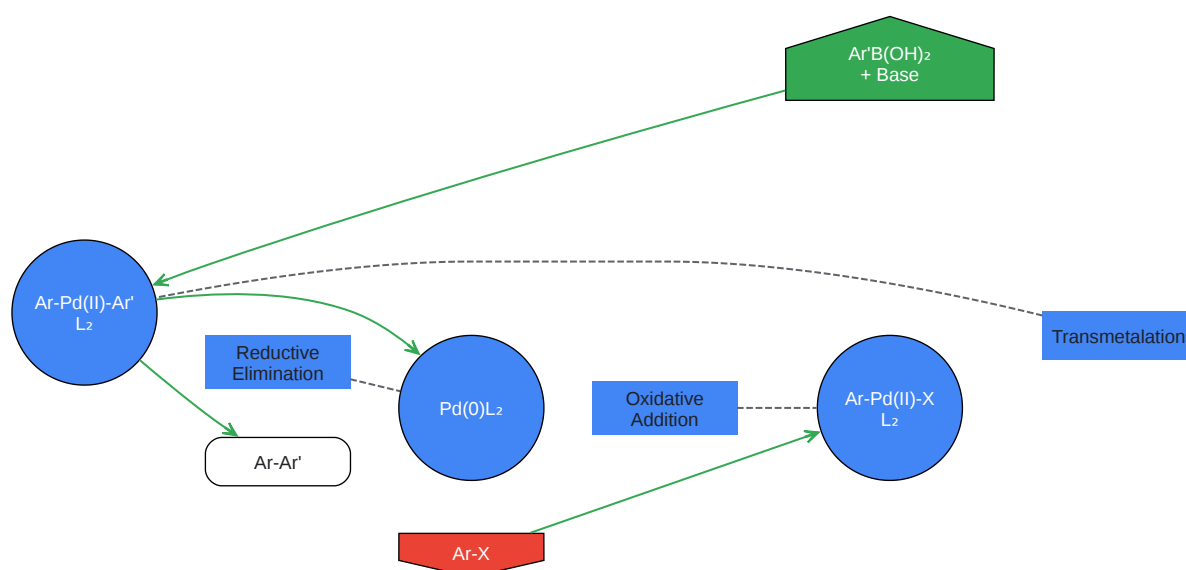 Ar'B(OH)₂
+ Base
Ar-Pd(II)-Ar'
L₂
Reductive
Elimination
Ar-Ar'
Pd(0)L₂
Oxidative
Addition
Ar-Pd(II)-X
L₂
Transmetalation
Ar-X